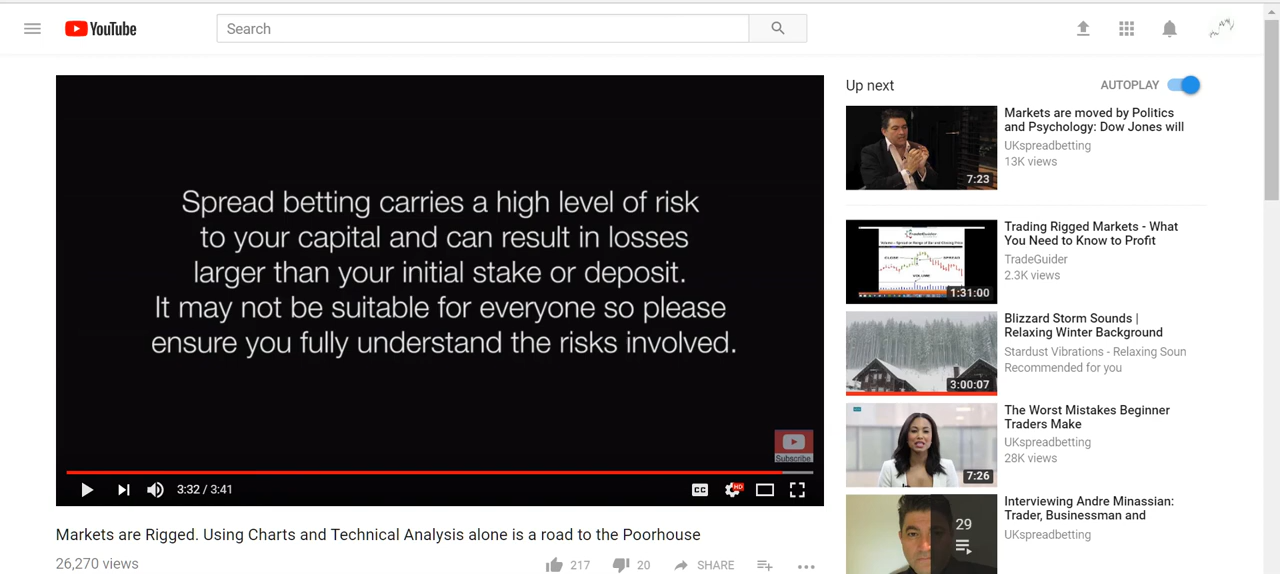 YouTube
Search
Spread betting carries a high level of risk
to your capital and can result in losses
larger than your initial stake or deposit.
It may not be suitable for everyone so please
ensure you fully understand the risks involved.
Subscribe
3:32 / 3:41
CC
HD
Markets are Rigged. Using Charts and Technical Analysis alone is a road to the Poorhouse
26,270 views
217
20
SHARE
Up next
AUTOPLAY
7:23
Markets are moved by Politics
and Psychology: Dow Jones will
UKspreadbetting
13K views
TradeGuider
CLOSE
SPREAD
VOLUME
1:31:00
Trading Rigged Markets - What
You Need to Know to Profit
TradeGuider
2.3K views
3:00:07
Blizzard Storm Sounds |
Relaxing Winter Background
Stardust Vibrations - Relaxing Soun
Recommended for you
7:26
The Worst Mistakes Beginner
Traders Make
UKspreadbetting
28K views
29
Interviewing Andre Minassian:
Trader, Businessman and
UKspreadbetting